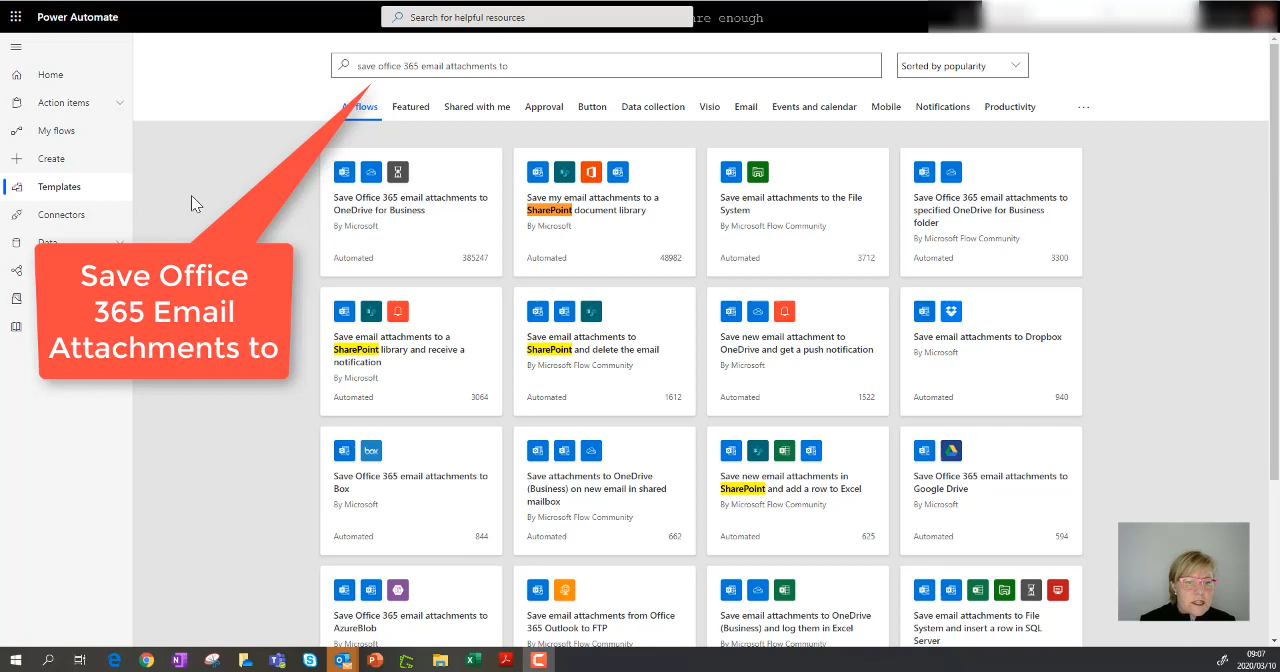 Power Automate
Search for helpful resources
are enough
Home
Action items
My flows
Create
Templates
Connectors
Data
save office 365 email attachments to
Sorted by popularity
flows
Featured
Shared with me
Approval
Button
Data collection
Visio
Email
Events and calendar
Mobile
Notifications
Productivity
...
Save Office
365 Email
Attachments to
Save Office 365 email attachments to
OneDrive for Business
By Microsoft
Automated 385247
Save my email attachments to a
SharePoint document library
By Microsoft
Automated 48982
Save email attachments to the File
System
By Microsoft Flow Community
Automated 3712
Save Office 365 email attachments to
specified OneDrive for Business
folder
By Microsoft Flow Community
Automated 3300
Save email attachments to a
SharePoint library and receive a
notification
By Microsoft
Automated 3064
Save email attachments to
SharePoint and delete the email
By Microsoft Flow Community
Automated 1612
Save new email attachment to
OneDrive and get a push notification
By Microsoft
Automated 1522
Save email attachments to Dropbox
By Microsoft
Automated 940
box
Save Office 365 email attachments to
Box
By Microsoft
Automated 844
Save attachments to OneDrive
(Business) on new email in shared
mailbox
By Microsoft Flow Community
Automated 662
Save new email attachments in
SharePoint and add a row to Excel
By Microsoft Flow Community
Automated 625
Save Office 365 email attachments to
Google Drive
By Microsoft
Automated 594
Save Office 365 email attachments to
AzureBlob
Save email attachments from Office
365 Outlook to FTP
Save email attachments to OneDrive
(Business) and log them in Excel
Save email attachments to File
System and insert a row in SQL
Server
09:07
2020/03/10